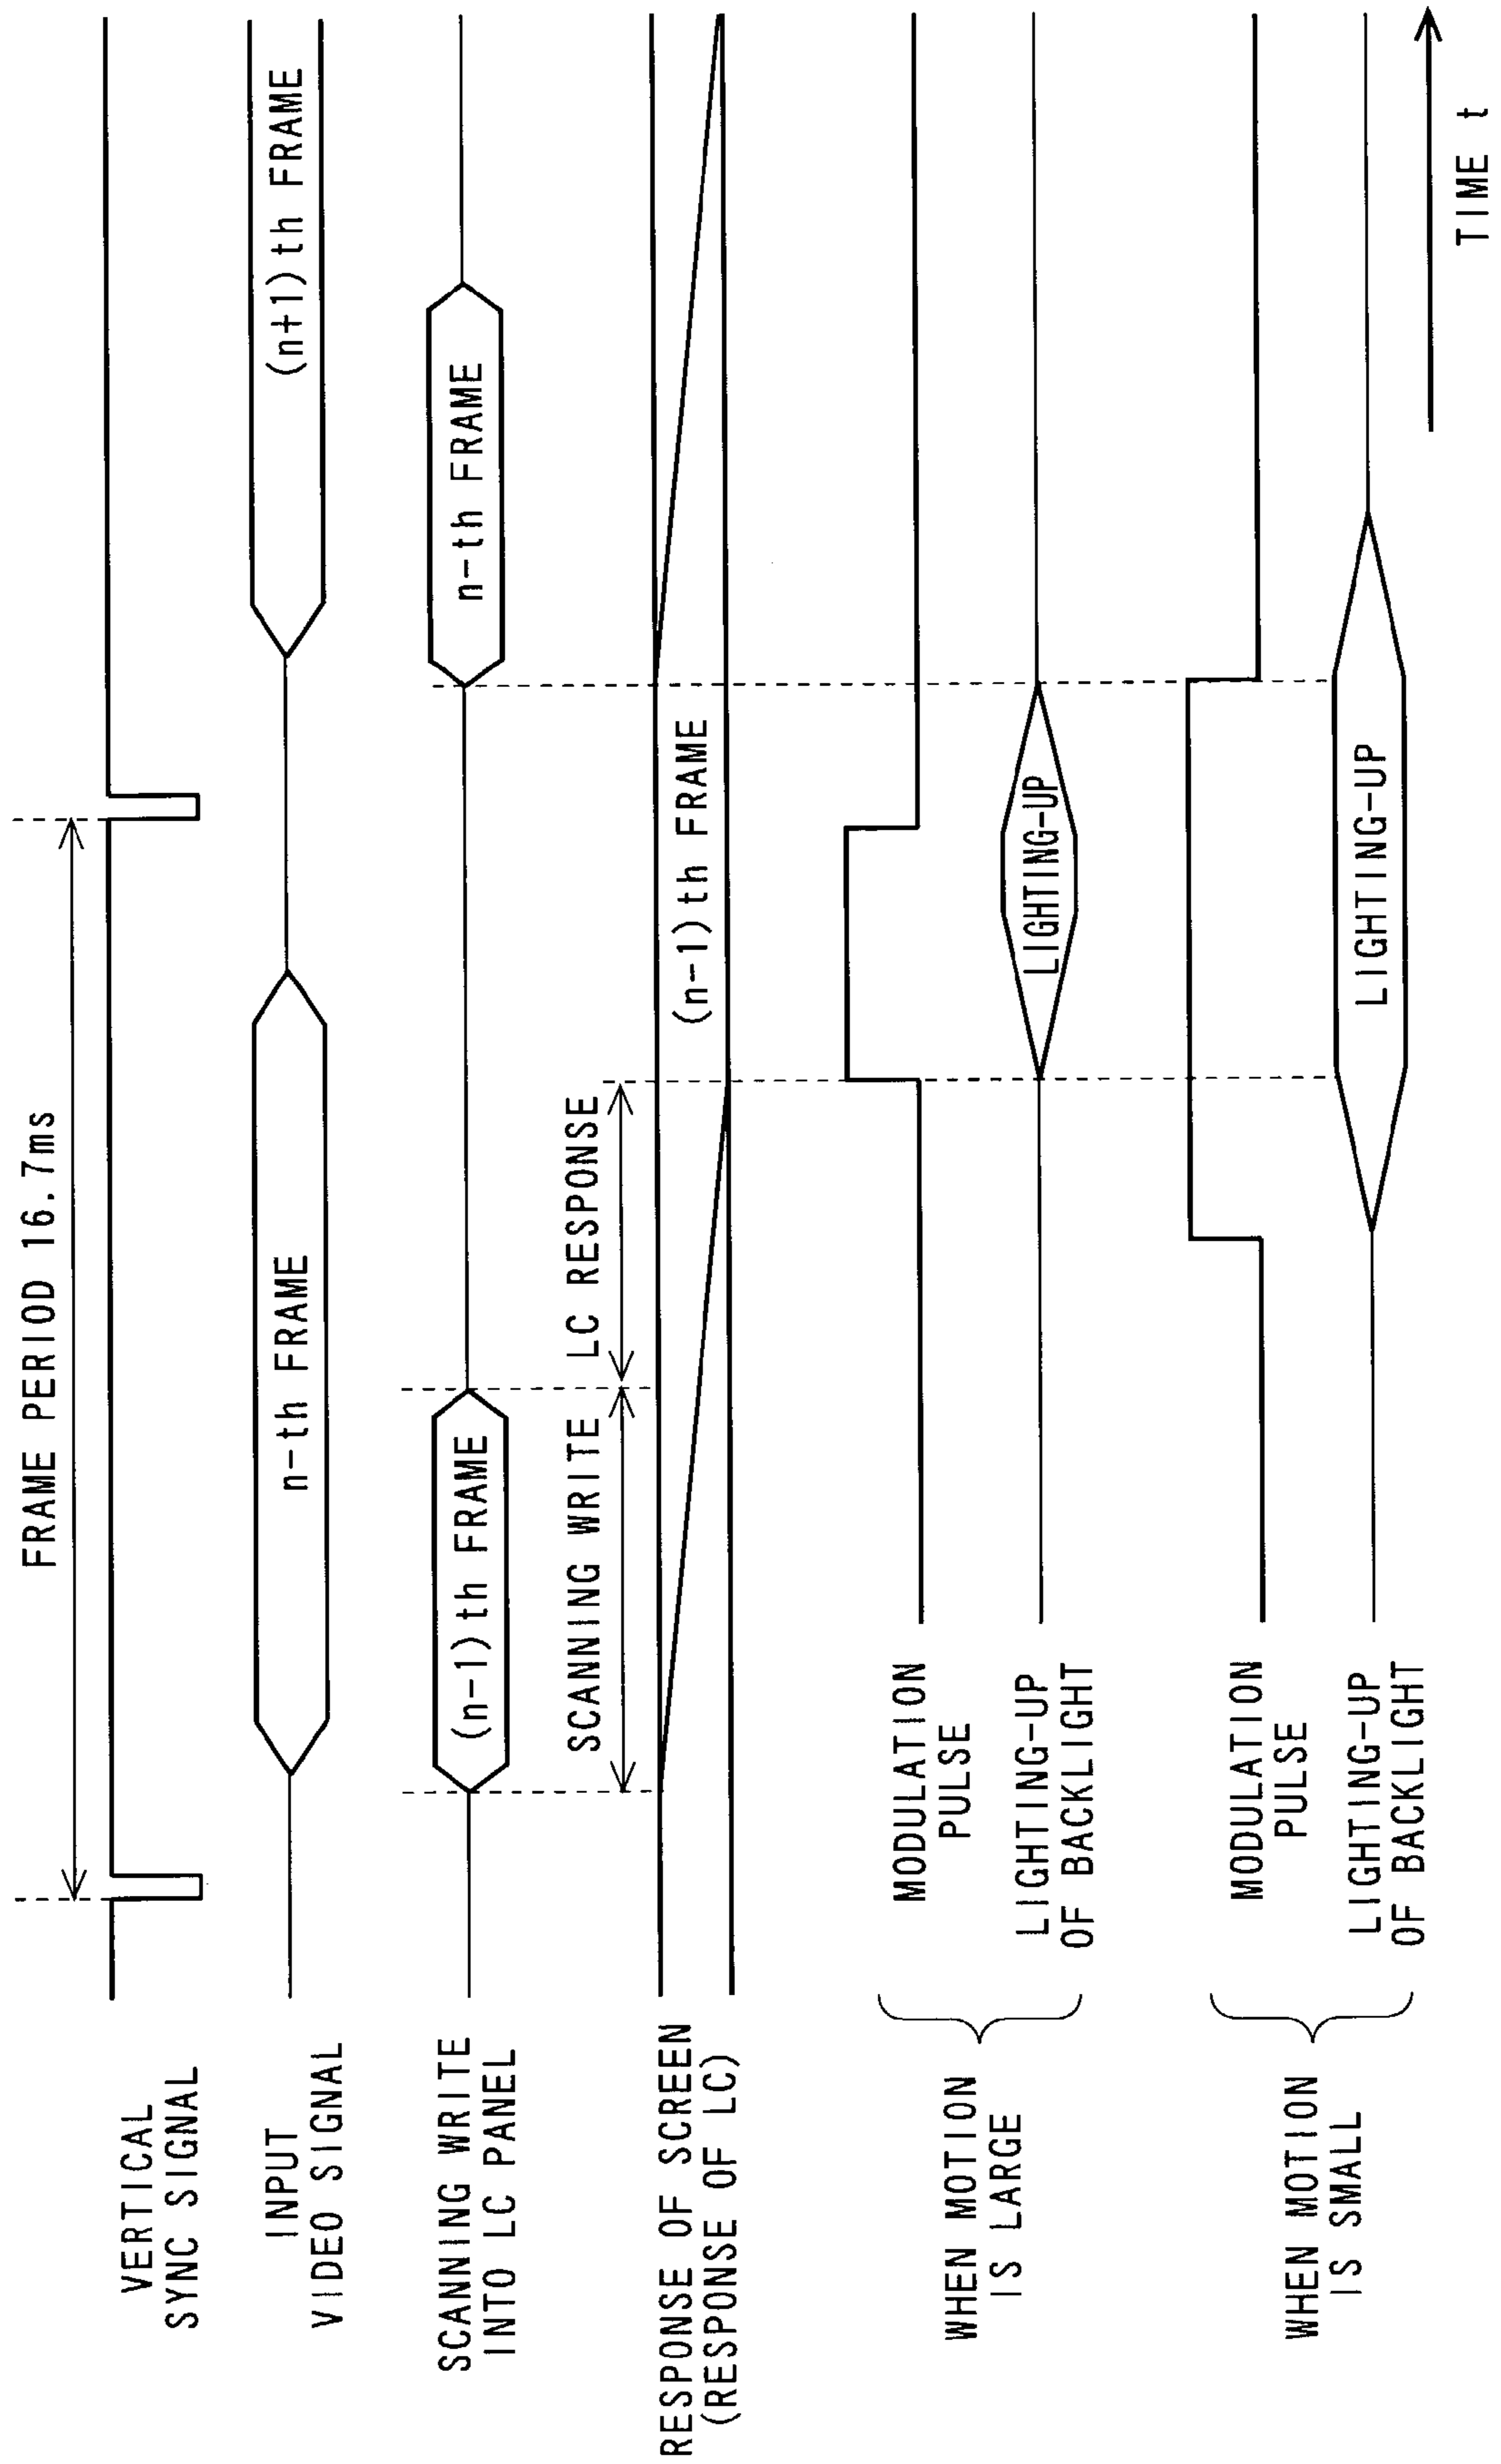 FRAME PERIOD 16.7ms
VERTICAL
SYNC SIGNAL
INPUT
VIDEO SIGNAL
n-th FRAME
(n+1)th FRAME
SCANNING WRITE
INTO LC PANEL
(n-1)th FRAME
n-th FRAME
SCANNING WRITE
LC RESPONSE
RESPONSE OF SCREEN
(RESPONSE OF LC)
(n-1)th FRAME
WHEN MOTION
IS LARGE
MODULATION
PULSE
LIGHTING-UP
OF BACKLIGHT
LIGHTING-UP
WHEN MOTION
IS SMALL
MODULATION
PULSE
LIGHTING-UP
OF BACKLIGHT
LIGHTING-UP
TIME t